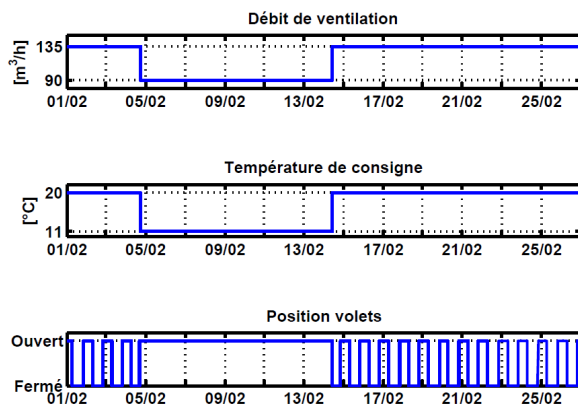 Débit de ventilation
[m³/h]
135
90
01/02 05/02 09/02 13/02 17/02 21/02 25/02
Température de consigne
[°C]
20
11
01/02 05/02 09/02 13/02 17/02 21/02 25/02
Position volets
Ouvert
Fermé
01/02 05/02 09/02 13/02 17/02 21/02 25/02